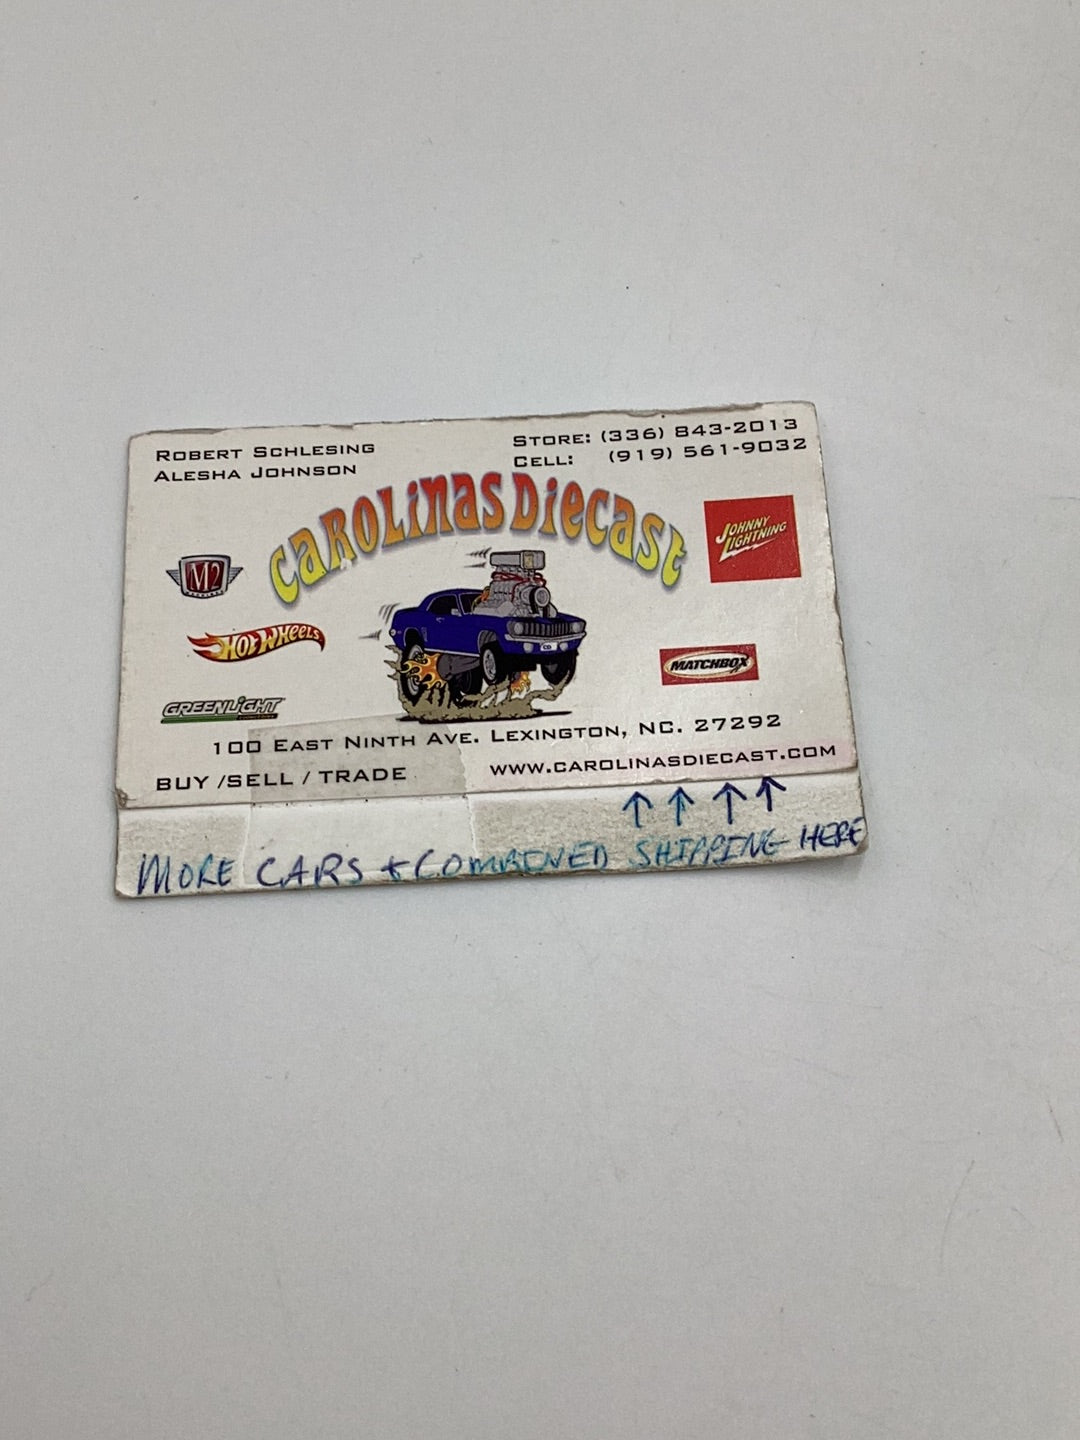 Robert Schlesing
Alesha Johnson
Store: (336) 843-2013
Cell: (919) 561-9032
Carolinas Diecast
M2
MACHINES
Johnny Lightning
Hot Wheels
CD
MATCHBOX
GREENLIGHT
100 East Ninth Ave. Lexington, NC. 27292
BUY /SELL / TRADE
www.carolinasdiecast.com
MORE CARS + COMBINED SHIPPING HERE